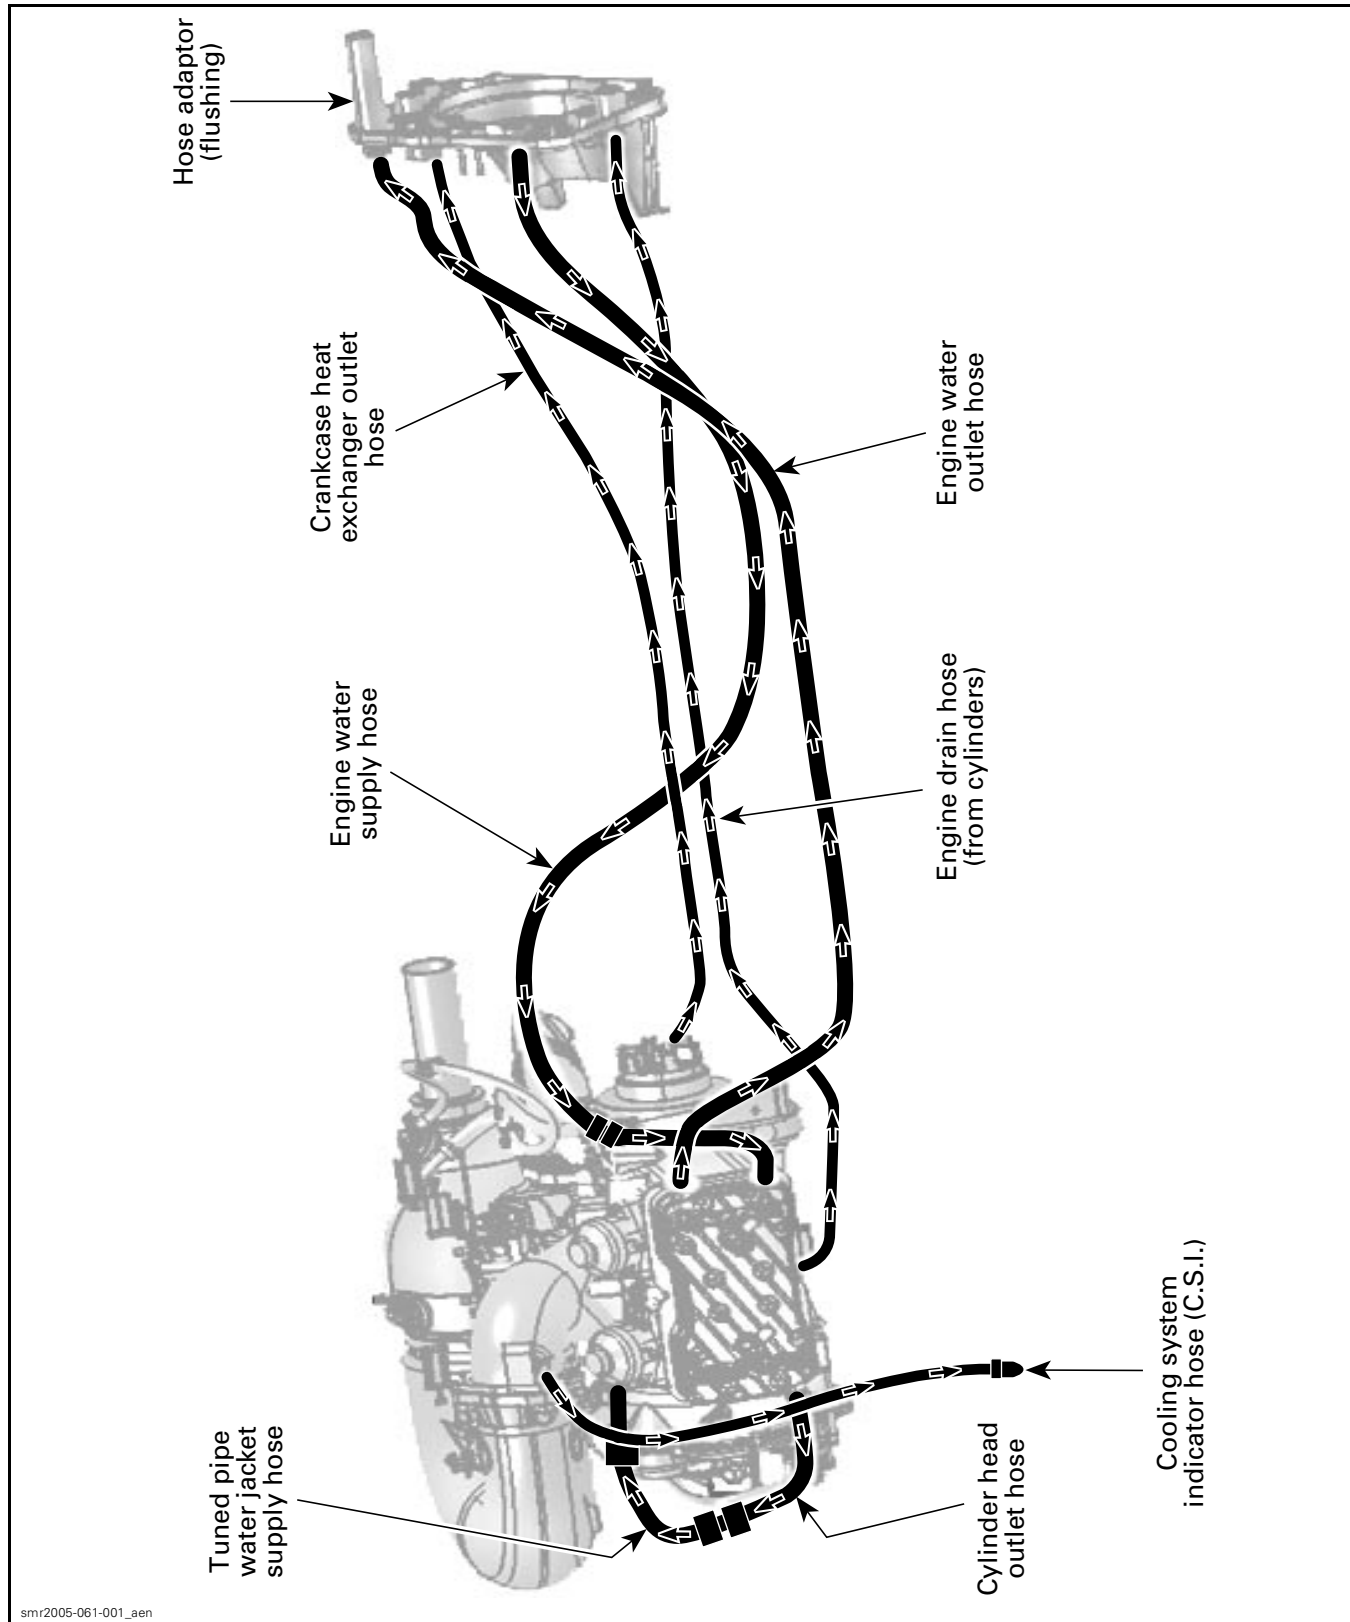 Hose adaptor
(flushing)
Crankcase heat
exchanger outlet
hose
Engine water
outlet hose
Engine water
supply hose
Engine drain hose
(from cylinders)
Tuned pipe
water jacket
supply hose
Cylinder head
outlet hose
Cooling system
indicator hose (C.S.I.)
smr2005-061-001_aen